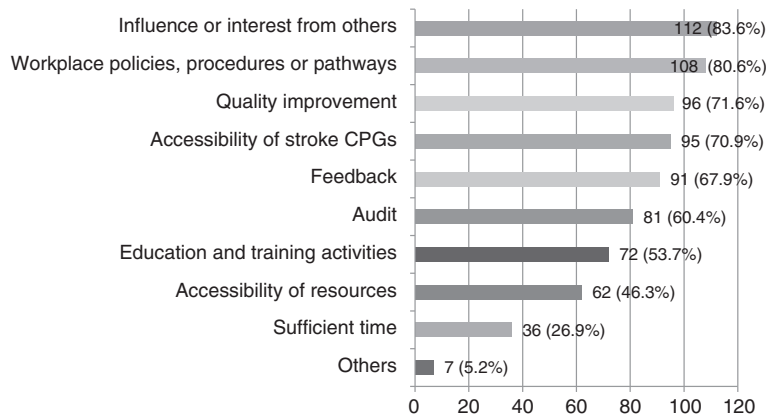 Influence or interest from others 112 (83.6%)
Workplace policies, procedures or pathways 108 (80.6%)
Quality improvement 96 (71.6%)
Accessibility of stroke CPGs 95 (70.9%)
Feedback 91 (67.9%)
Audit 81 (60.4%)
Education and training activities 72 (53.7%)
Accessibility of resources 62 (46.3%)
Sufficient time 36 (26.9%)
Others 7 (5.2%)
0 20 40 60 80 100 120